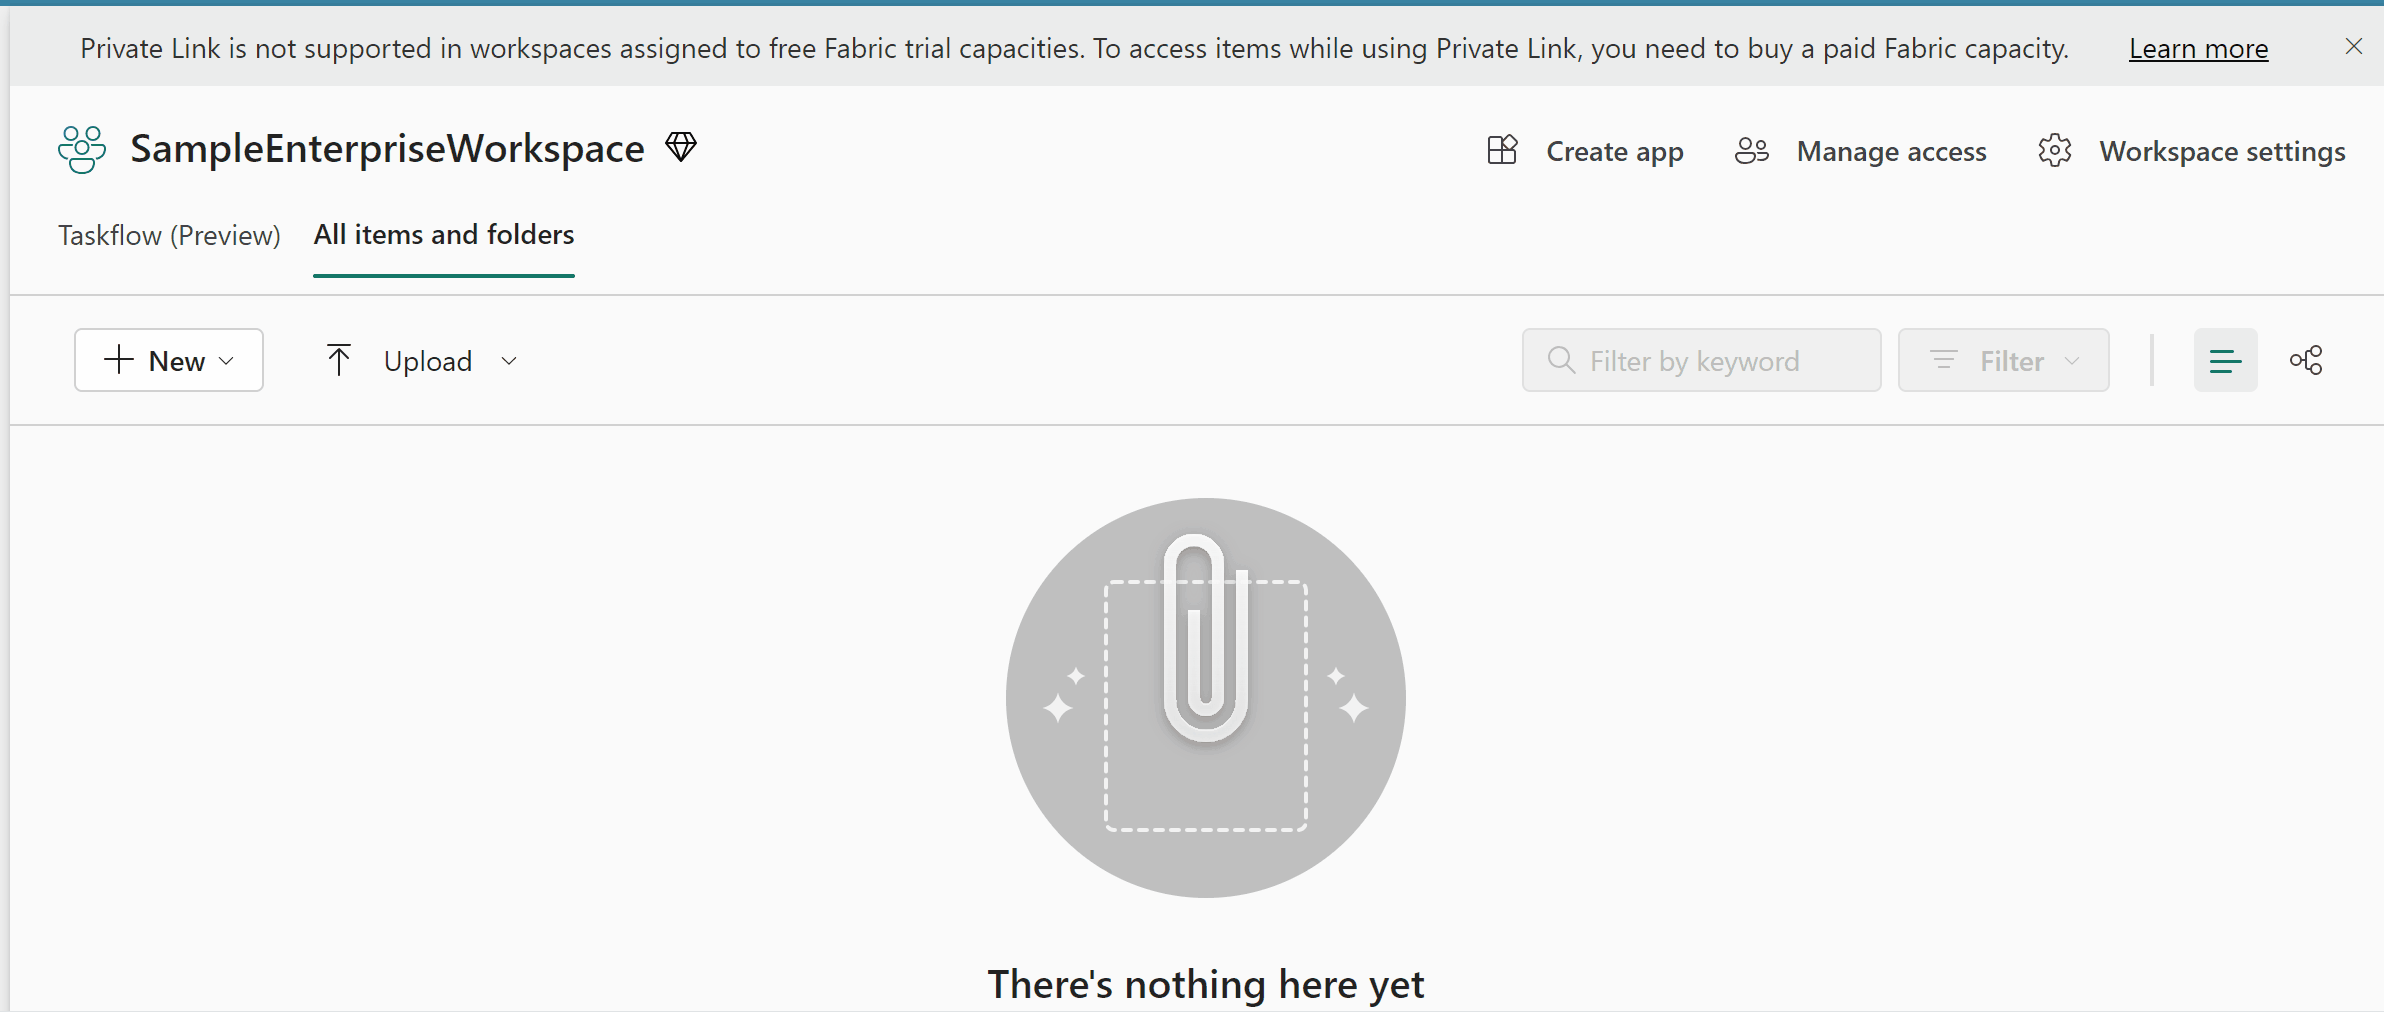 Private Link is not supported in workspaces assigned to free Fabric trial capacities. To access items while using Private Link, you need to buy a paid Fabric capacity. Learn more
SampleEnterpriseWorkspace Create app Manage access Workspace settings
Taskflow (Preview) All items and folders
New Upload Filter by keyword Filter
There's nothing here yet